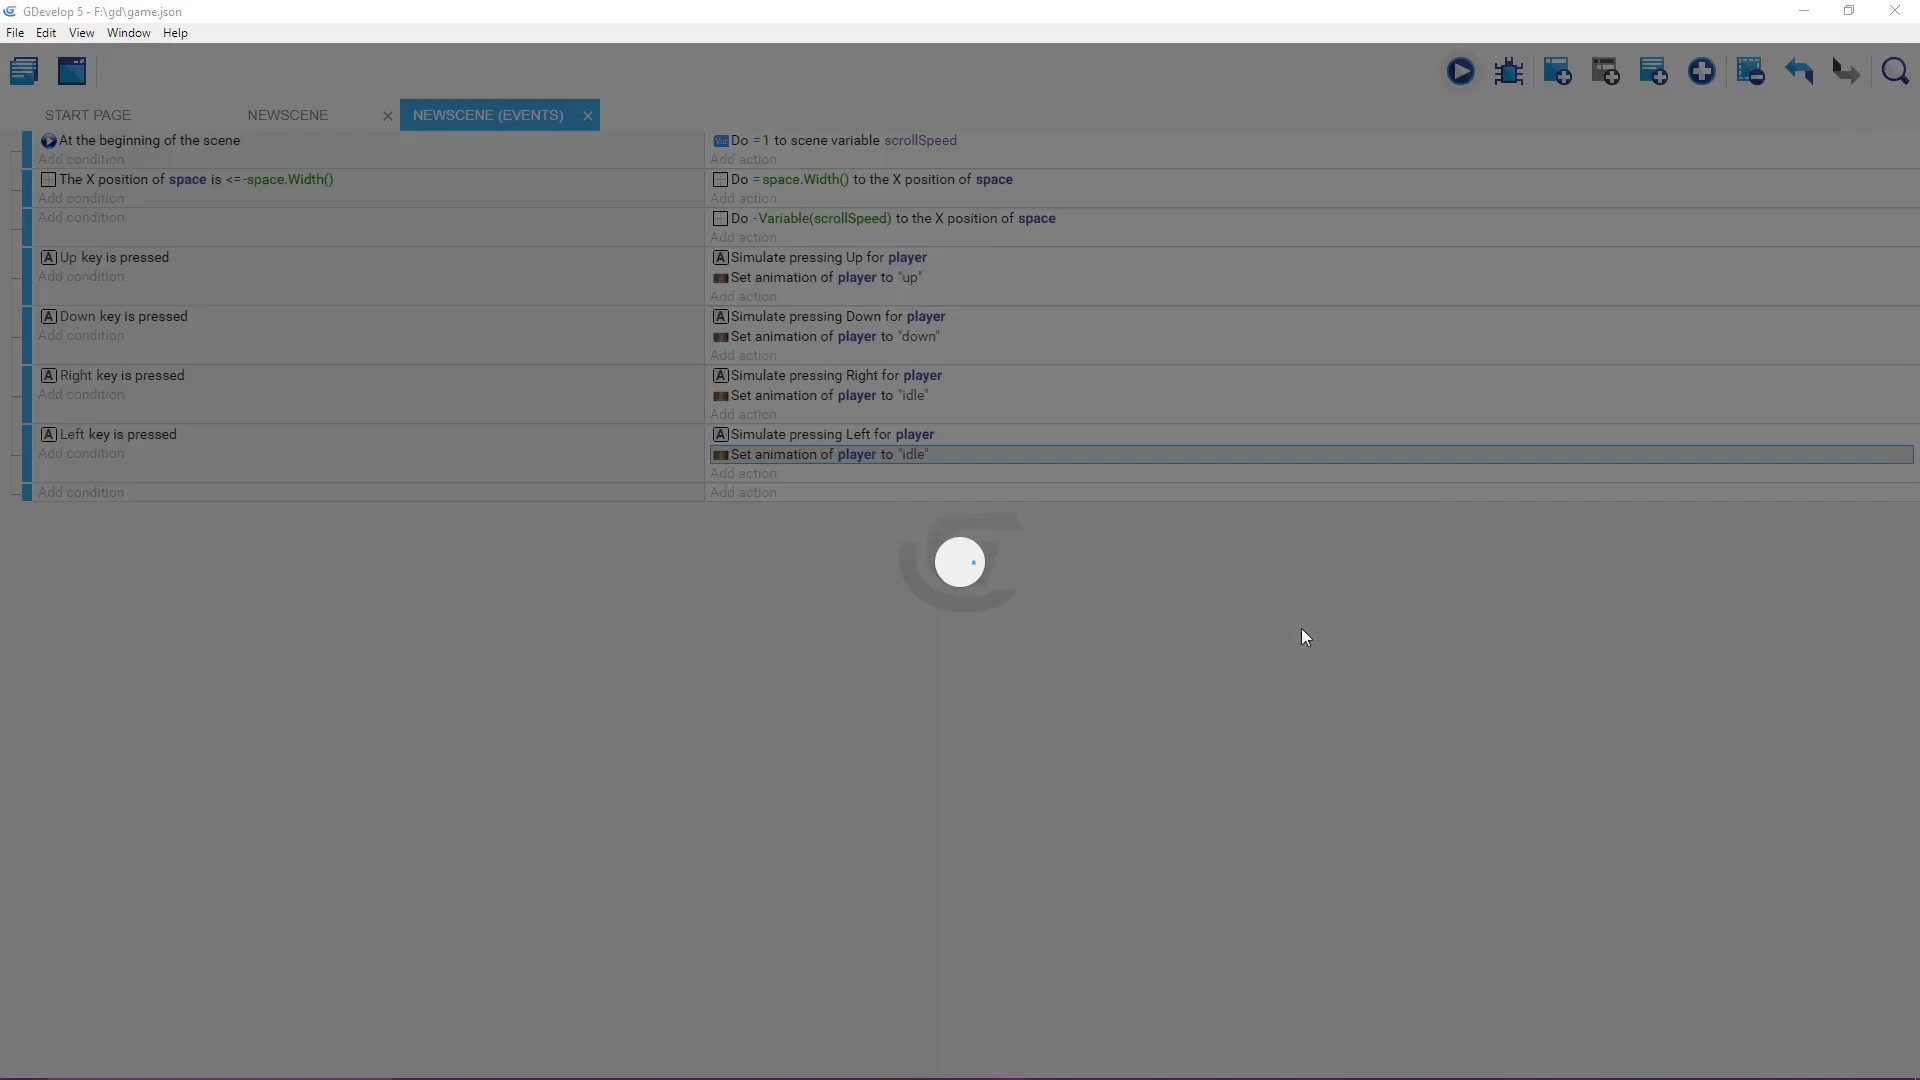 GDevelop 5 - F:\gd\game.json
File Edit View Window Help
START PAGE NEWSCENE × NEWSCENE (EVENTS) ×
At the beginning of the scene
Add condition
Var Do =1 to scene variable scrollSpeed
Add action
The X position of space is <=-space.Width()
Add condition
Do =space.Width() to the X position of space
Add action
Add condition
Do -Variable(scrollSpeed) to the X position of space
Add action
A Up key is pressed
Add condition
A Simulate pressing Up for player
Set animation of player to "up"
Add action
A Down key is pressed
Add condition
A Simulate pressing Down for player
Set animation of player to "down"
Add action
A Right key is pressed
Add condition
A Simulate pressing Right for player
Set animation of player to "idle"
Add action
A Left key is pressed
Add condition
A Simulate pressing Left for player
Set animation of player to "idle"
Add action
Add condition
Add action